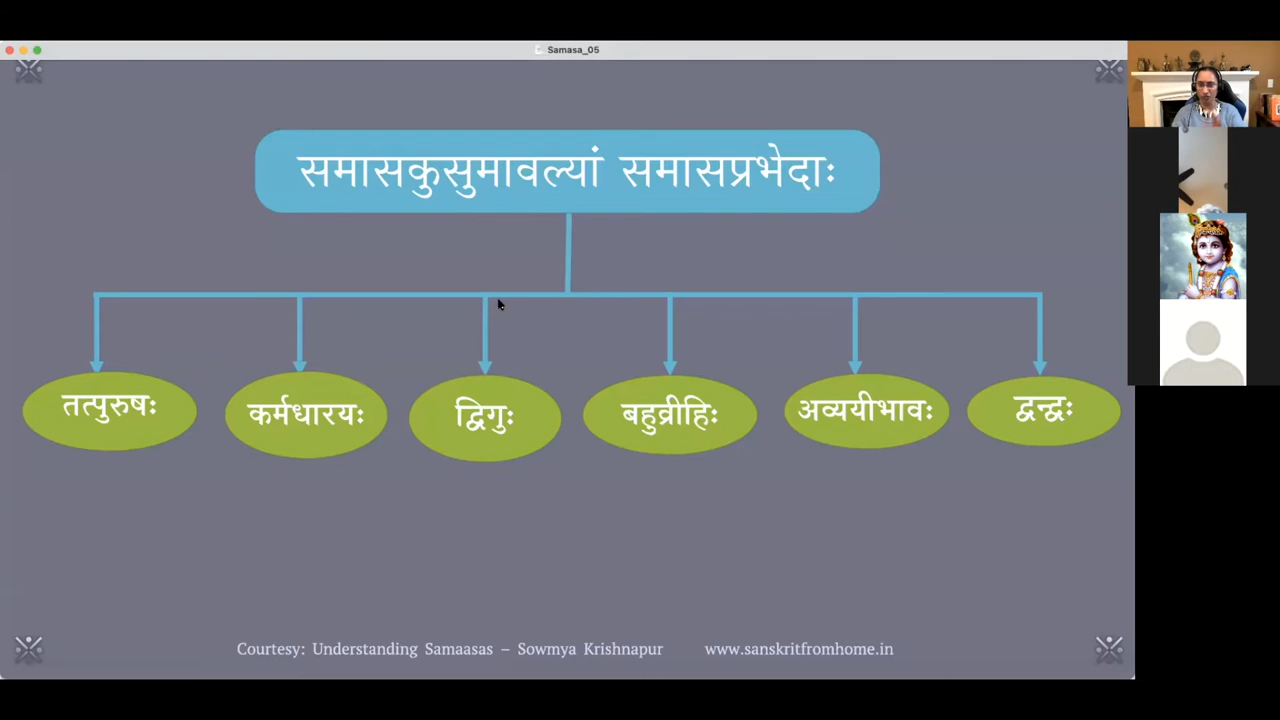 Samasa_05
समासकुसुमावल्यां समासप्रभेदाः
तत्पुरुषः कर्मधारयः द्विगुः बहुव्रीहिः अव्ययीभावः द्वन्द्वः
Courtesy: Understanding Samaasas – Sowmya Krishnapur www.sanskritfromhome.in